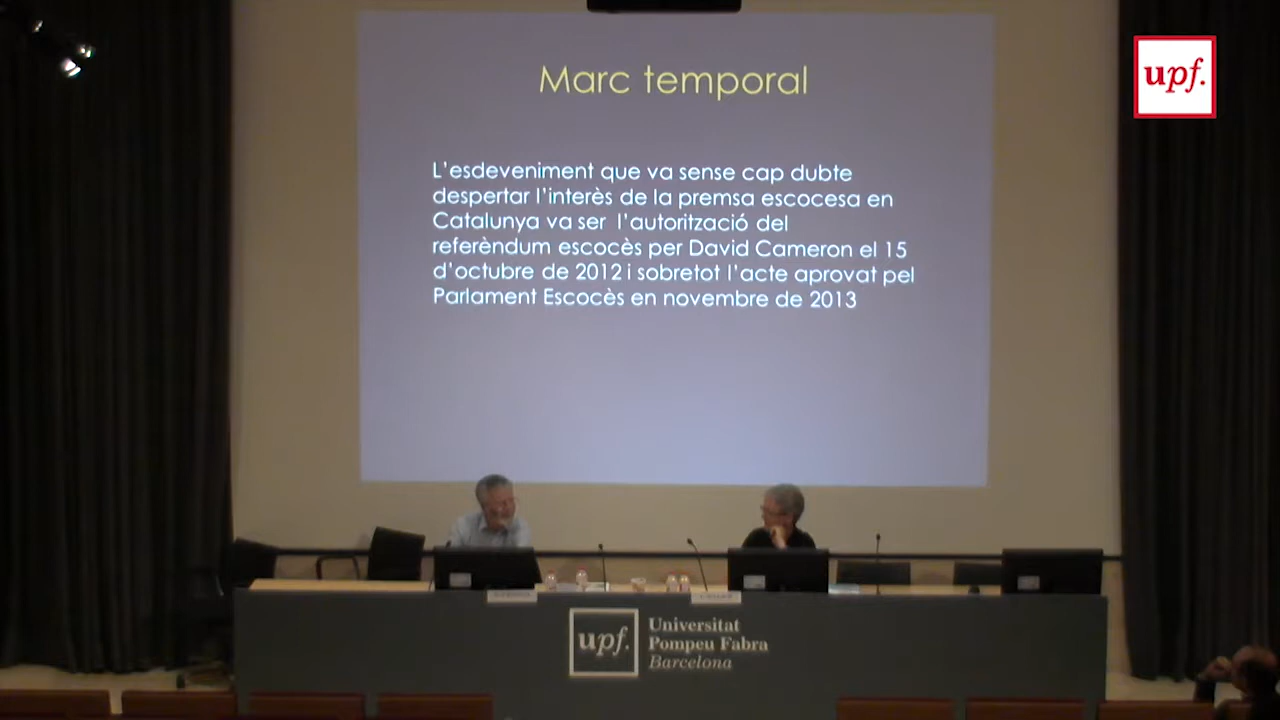 Marc temporal
upf.
L'esdeveniment que va sense cap dubte
despertar l'interès de la premsa escocesa en
Catalunya va ser l'autorització del
referèndum escocès per David Cameron el 15
d'octubre de 2012 i sobretot l'acte aprovat pel
Parlament Escocès en novembre de 2013
upf.
Universitat
Pompeu Fabra
Barcelona